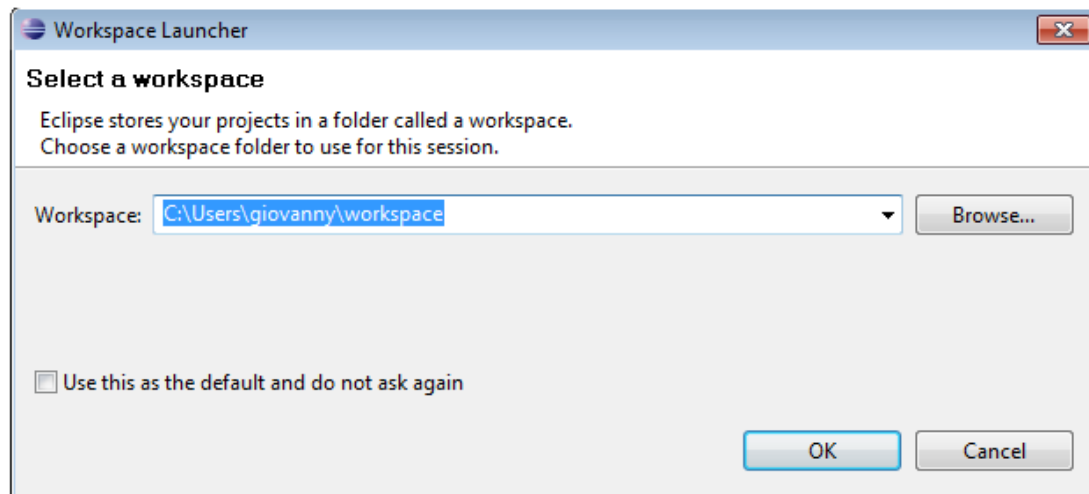 Workspace Launcher
Select a workspace
Eclipse stores your projects in a folder called a workspace.
Choose a workspace folder to use for this session.
Workspace: C:\Users\giovanny\workspace Browse...
Use this as the default and do not ask again
OK Cancel